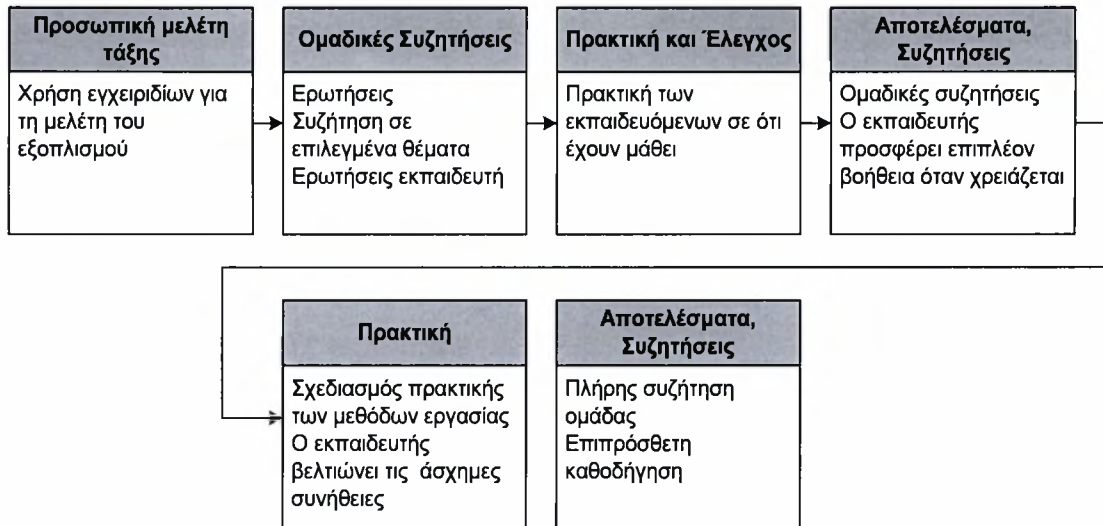 Προσωπική μελέτη
τάξης
Χρήση εγχειριδίων για
τη μελέτη του
εξοπλισμού
Ομαδικές Συζητήσεις
Ερωτήσεις
Συζήτηση σε
επιλεγμένα θέματα
Ερωτήσεις εκπαιδευτή
Πρακτική και Έλεγχος
Πρακτική των
εκπαιδευόμενων σε ότι
έχουν μάθει
Αποτελέσματα,
Συζητήσεις
Ομαδικές συζητήσεις
Ο εκπαιδευτής
προσφέρει επιπλέον
βοήθεια όταν χρειάζεται
Πρακτική
Σχεδιασμός πρακτικής
των μεθόδων εργασίας
Ο εκπαιδευτής
βελτιώνει τις άσχημες
συνήθειες
Αποτελέσματα,
Συζητήσεις
Πλήρης συζήτηση
ομάδας
Επιπρόσθετη
καθοδήγηση